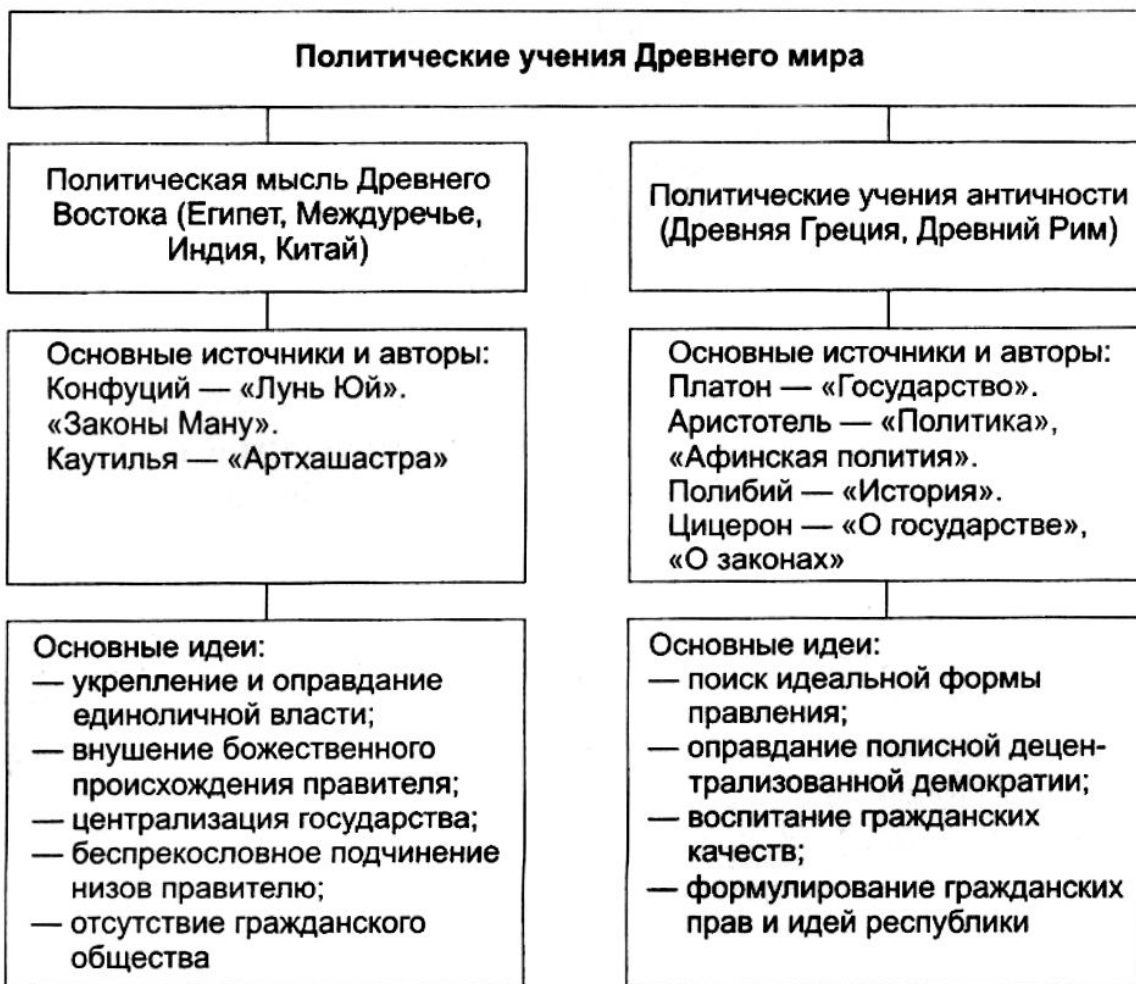 Политические учения Древнего мира
Политическая мысль Древнего
Востока (Египет, Междуречье,
Индия, Китай)
Политические учения античности
(Древняя Греция, Древний Рим)
Основные источники и авторы:
Конфуций — «Лунь Юй».
«Законы Ману».
Каутилья — «Артхашастра»
Основные источники и авторы:
Платон — «Государство».
Аристотель — «Политика»,
«Афинская полития».
Полибий — «История».
Цицерон — «О государстве»,
«О законах»
Основные идеи:
— укрепление и оправдание
единоличной власти;
— внушение божественного
происхождения правителя;
— централизация государства;
— беспрекословное подчинение
низов правителю;
— отсутствие гражданского
общества
Основные идеи:
— поиск идеальной формы
правления;
— оправдание полисной децен-
трализованной демократии;
— воспитание гражданских
качеств;
— формулирование гражданских
прав и идей республики